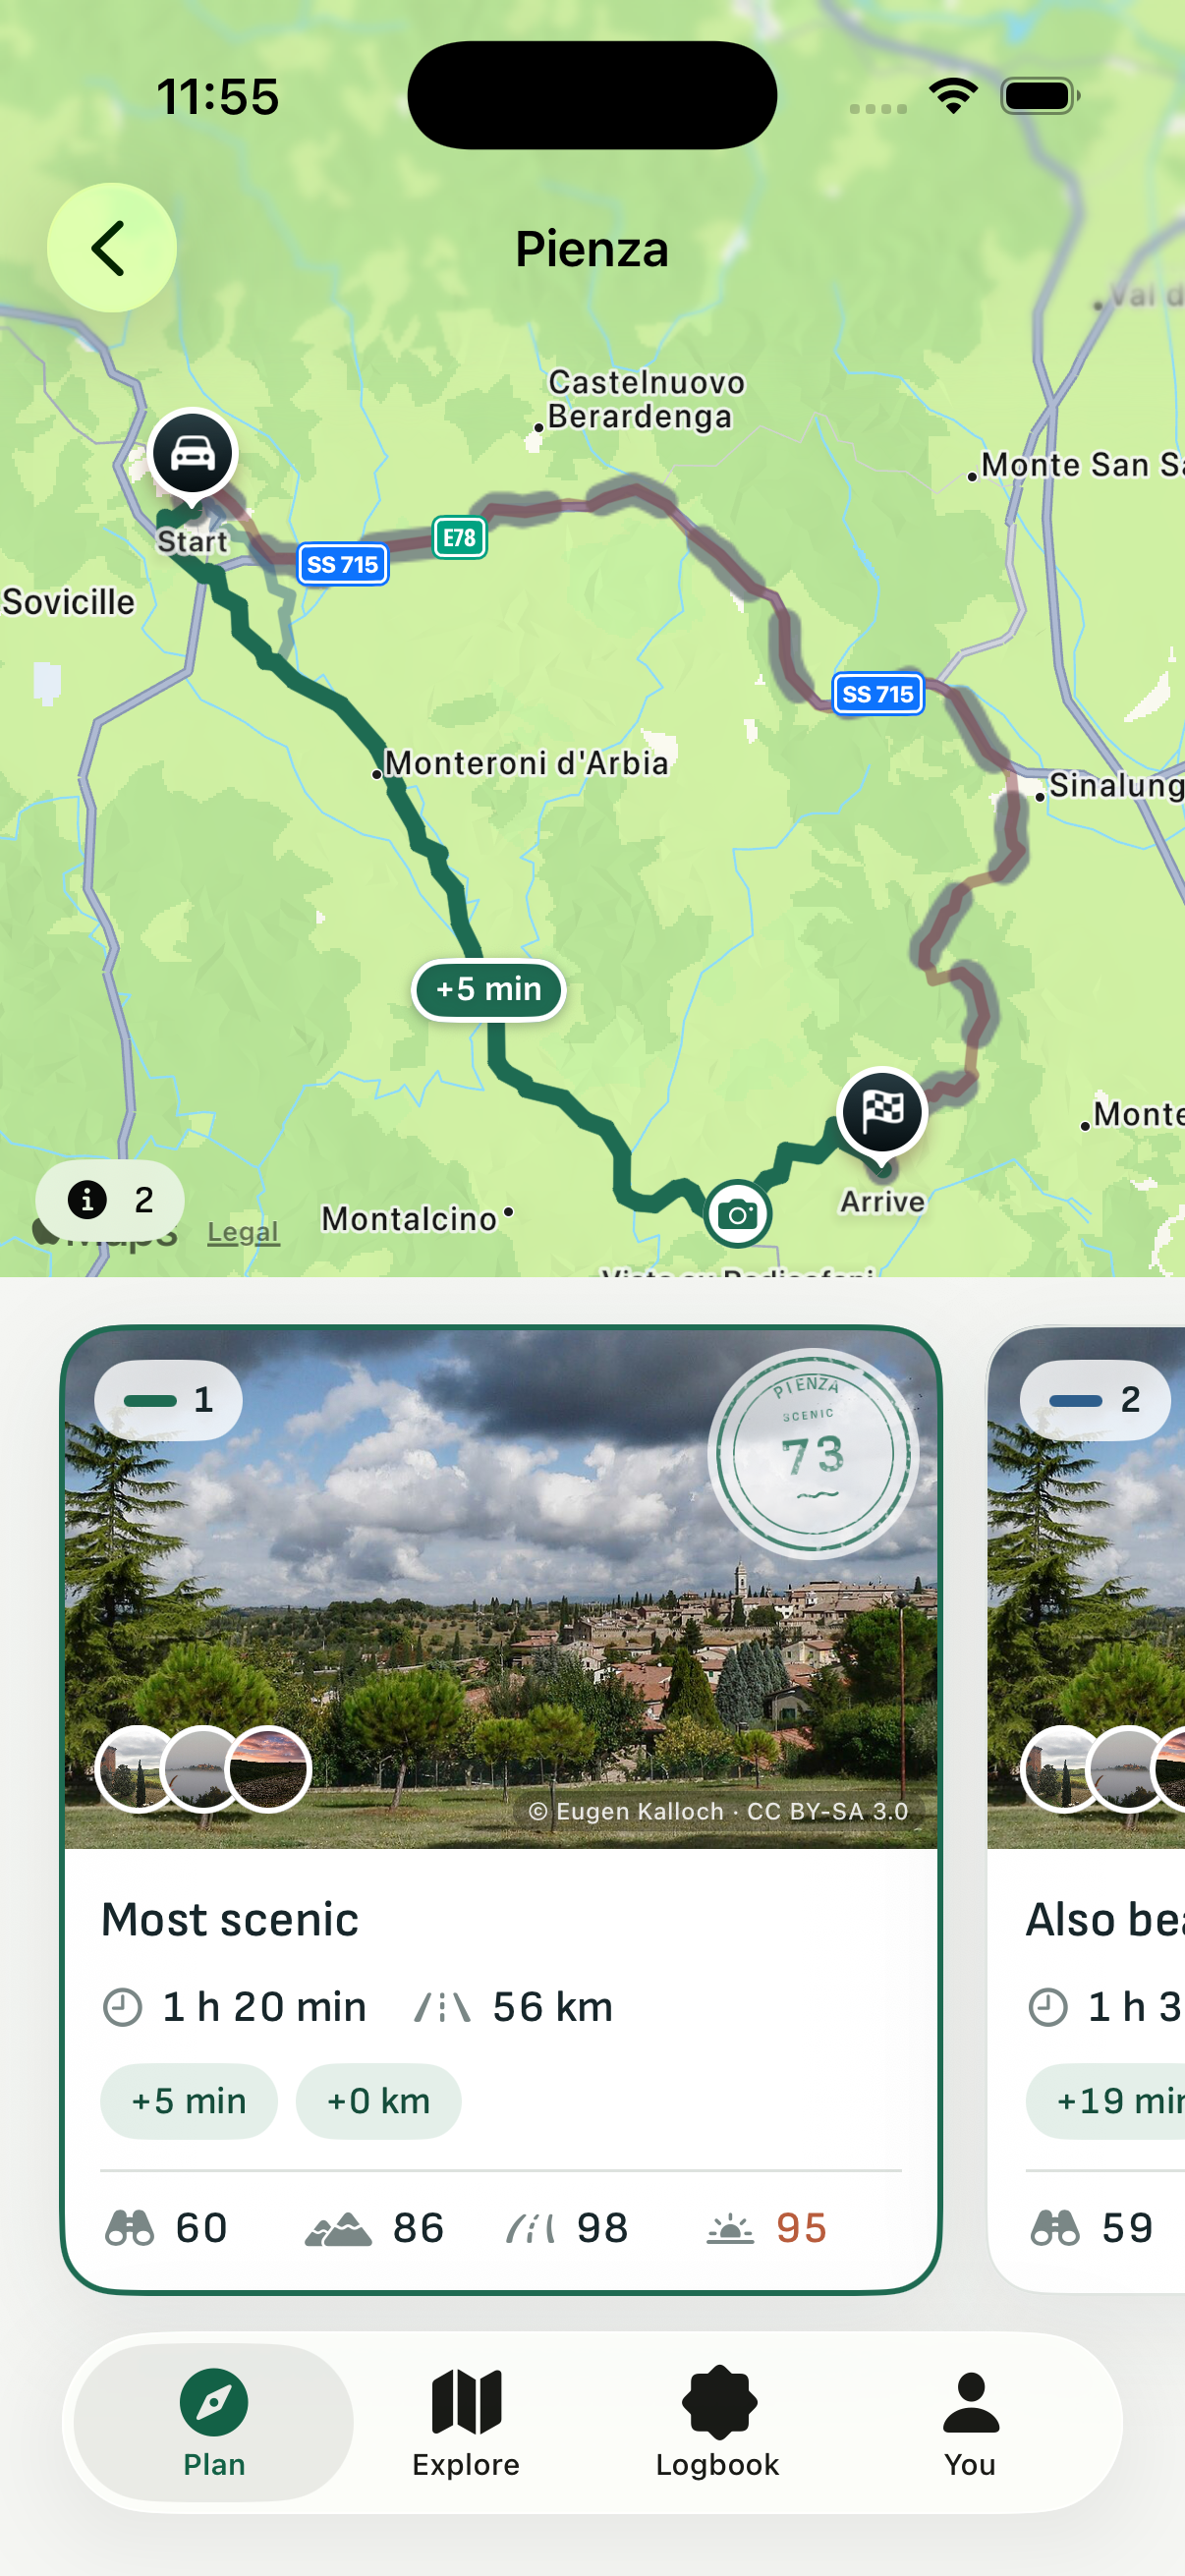 11:55
Pienza
Val d
Castelnuovo
Berardenga
Monte San Sa
Start
E78
SS 715
Sovicille
SS 715
Monteroni d'Arbia
Sinalung
+5 min
Monte
2
Maps
Legal
Montalcino
Arrive
1
PIENZA
SCENIC
73
2
© Eugen Kalloch · CC BY-SA 3.0
Most scenic
Also bea
1 h 20 min
56 km
1 h 3
+5 min
+0 km
+19 min
60
86
98
95
59
Plan
Explore
Logbook
You